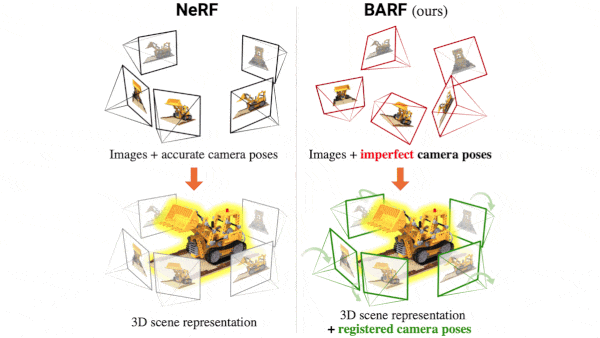 NeRF
Images + accurate camera poses
3D scene representation
BARF (ours)
Images + imperfect camera poses
3D scene representation
+ registered camera poses